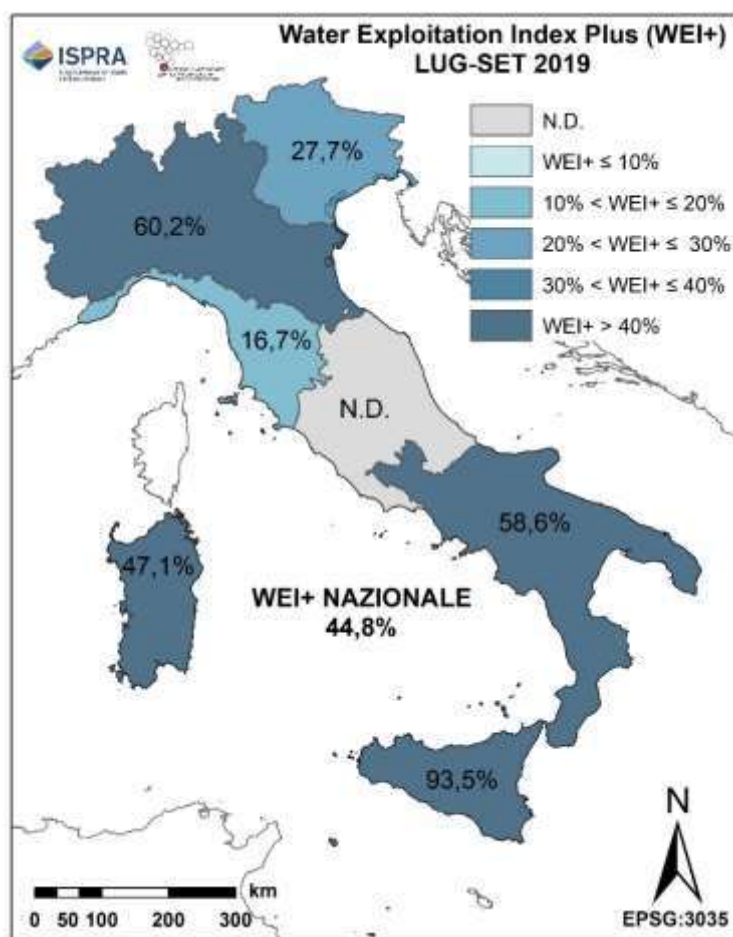 Water Exploitation Index Plus (WEI+)
LUG-SET 2019
ISPRA
N.D.
WEI+ ≤ 10%
10% < WEI+ ≤ 20%
20% < WEI+ ≤ 30%
30% < WEI+ ≤ 40%
WEI+ > 40%
27,7%
60,2%
16,7%
N.D.
58,6%
47,1%
WEI+ NAZIONALE
44,8%
93,5%
N
km
0 50 100 200 300
EPSG:3035